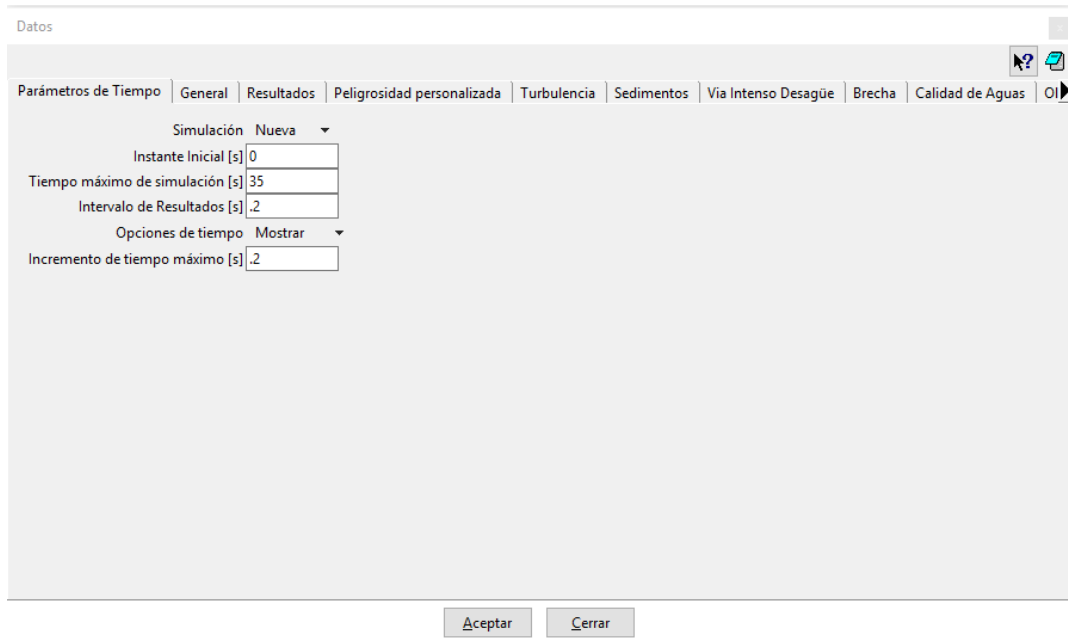 Datos
Parámetros de Tiempo General Resultados Peligrosidad personalizada Turbulencia Sedimentos Via Intenso Desagüe Brecha Calidad de Aguas
Simulación Nueva
Instante Inicial [s] 0
Tiempo máximo de simulación [s] 35
Intervalo de Resultados [s] .2
Opciones de tiempo Mostrar
Incremento de tiempo máximo [s] .2
Aceptar Cerrar